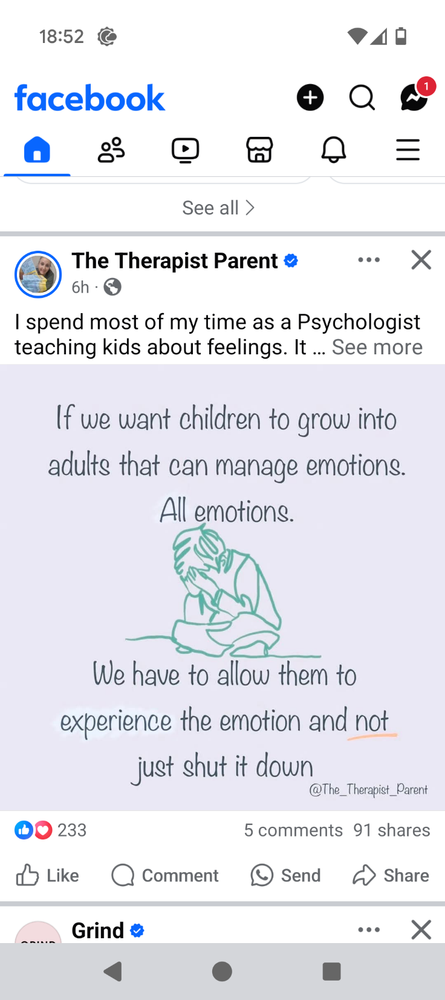 18:52
facebook
1
See all
The Therapist Parent
6h ·
I spend most of my time as a Psychologist
teaching kids about feelings. It ... See more
If we want children to grow into
adults that can manage emotions.
All emotions.
We have to allow them to
experience the emotion and not
just shut it down
@The_Therapist_Parent
233 5 comments 91 shares
Like Comment Send Share
Grind
GRIND